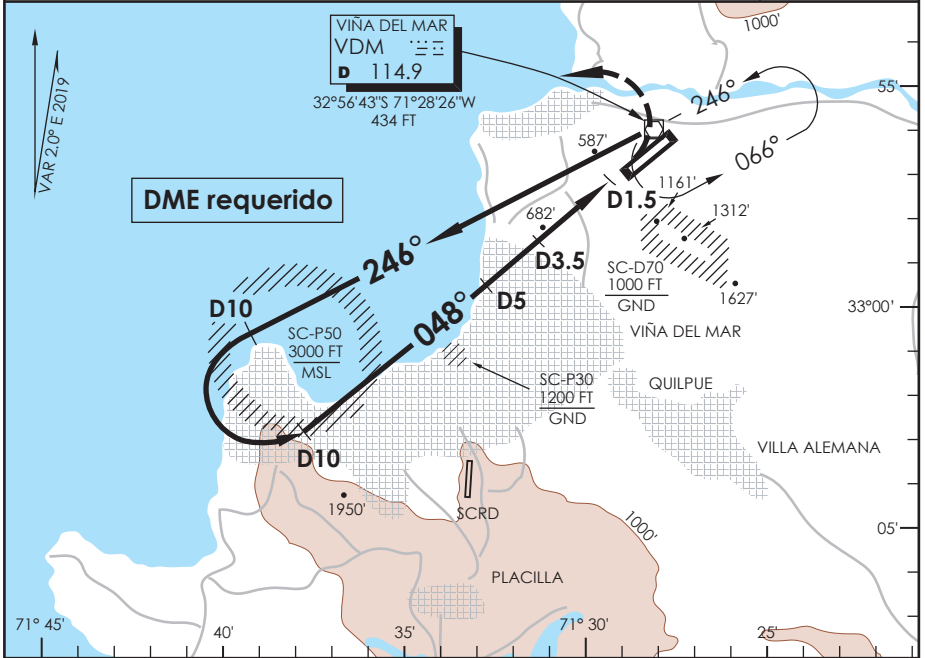 VIÑA DEL MAR
VDM
D 114.9
32°56'43"S 71°28'26"W
434 FT
1000'
55'
VAR 2.0° E 2019
246°
587'
066°
DME requerido
1161'
D1.5
1312'
682'
246°
D3.5
SC-D70
1000 FT
GND
1627'
D5
D10
33°00'
048°
SC-P50
3000 FT
MSL
VIÑA DEL MAR
SC-P30
1200 FT
GND
QUILPUE
VILLA ALEMANA
D10
1950'
SCRD
1000'
05'
PLACILLA
71° 45'
40'
35'
71° 30'
25'